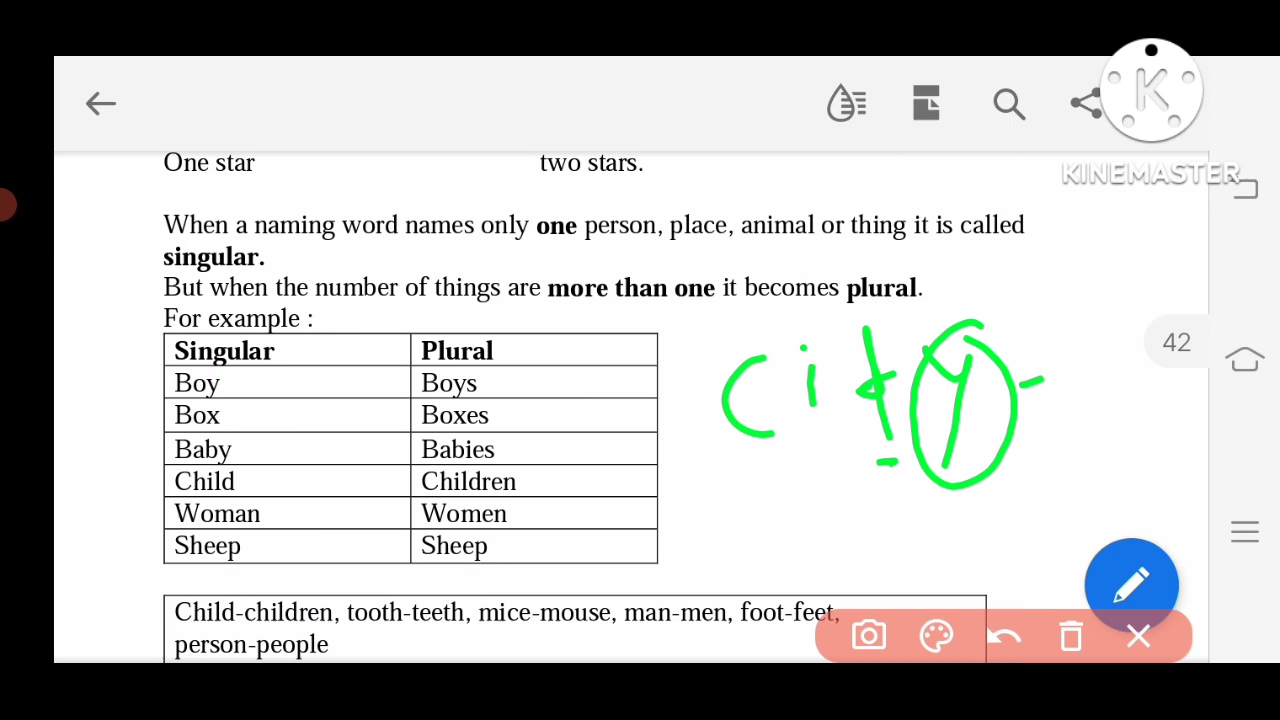 K
KINEMASTER
One star two stars.
When a naming word names only one person, place, animal or thing it is called
singular.
But when the number of things are more than one it becomes plural.
For example :
Singular Plural
Boy Boys
Box Boxes
Baby Babies
Child Children
Woman Women
Sheep Sheep
City -
42
Child-children, tooth-teeth, mice-mouse, man-men, foot-feet,
person-people